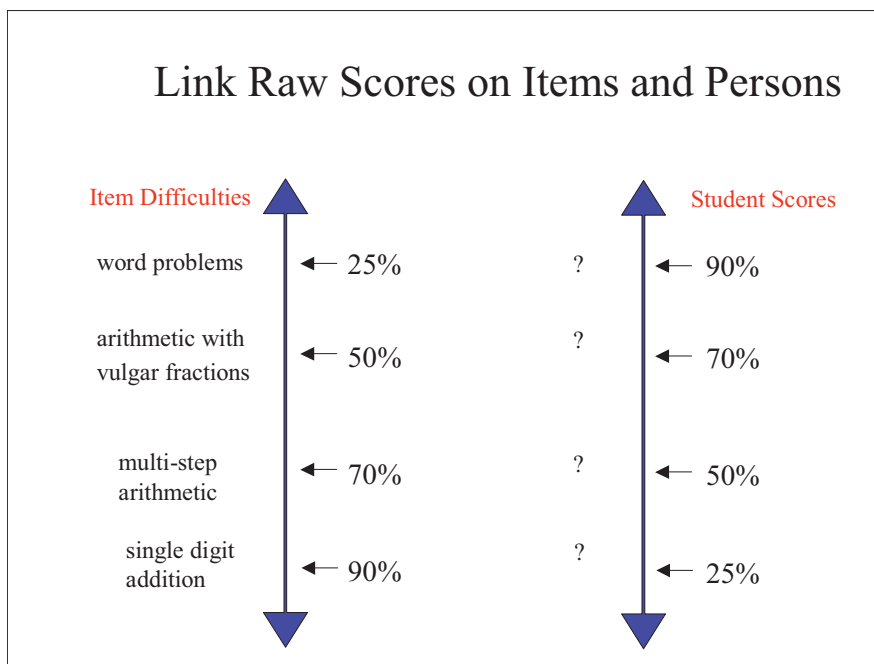 Link Raw Scores on Items and Persons
Item Difficulties
Student Scores
word problems
25%
?
90%
arithmetic with
vulgar fractions
50%
?
70%
multi-step
arithmetic
70%
?
50%
single digit
addition
90%
?
25%